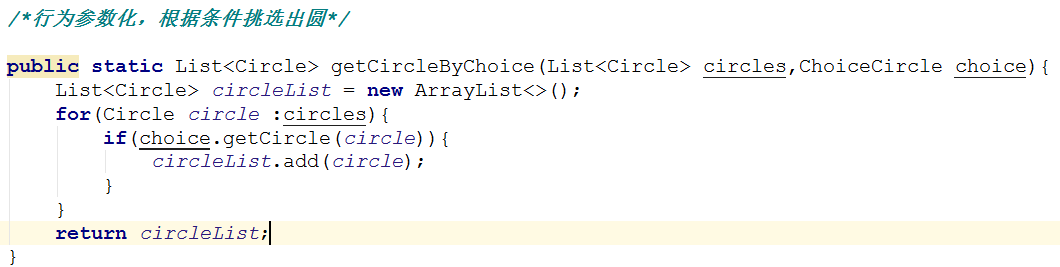 /*行为参数化，根据条件挑选出圆*/
public static List<Circle> getCircleByChoice(List<Circle> circles,ChoiceCircle choice){
    List<Circle> circleList = new ArrayList<>();
    for(Circle circle :circles){
        if(choice.getCircle(circle)){
            circleList.add(circle);
        }
    }
    return circleList;
}